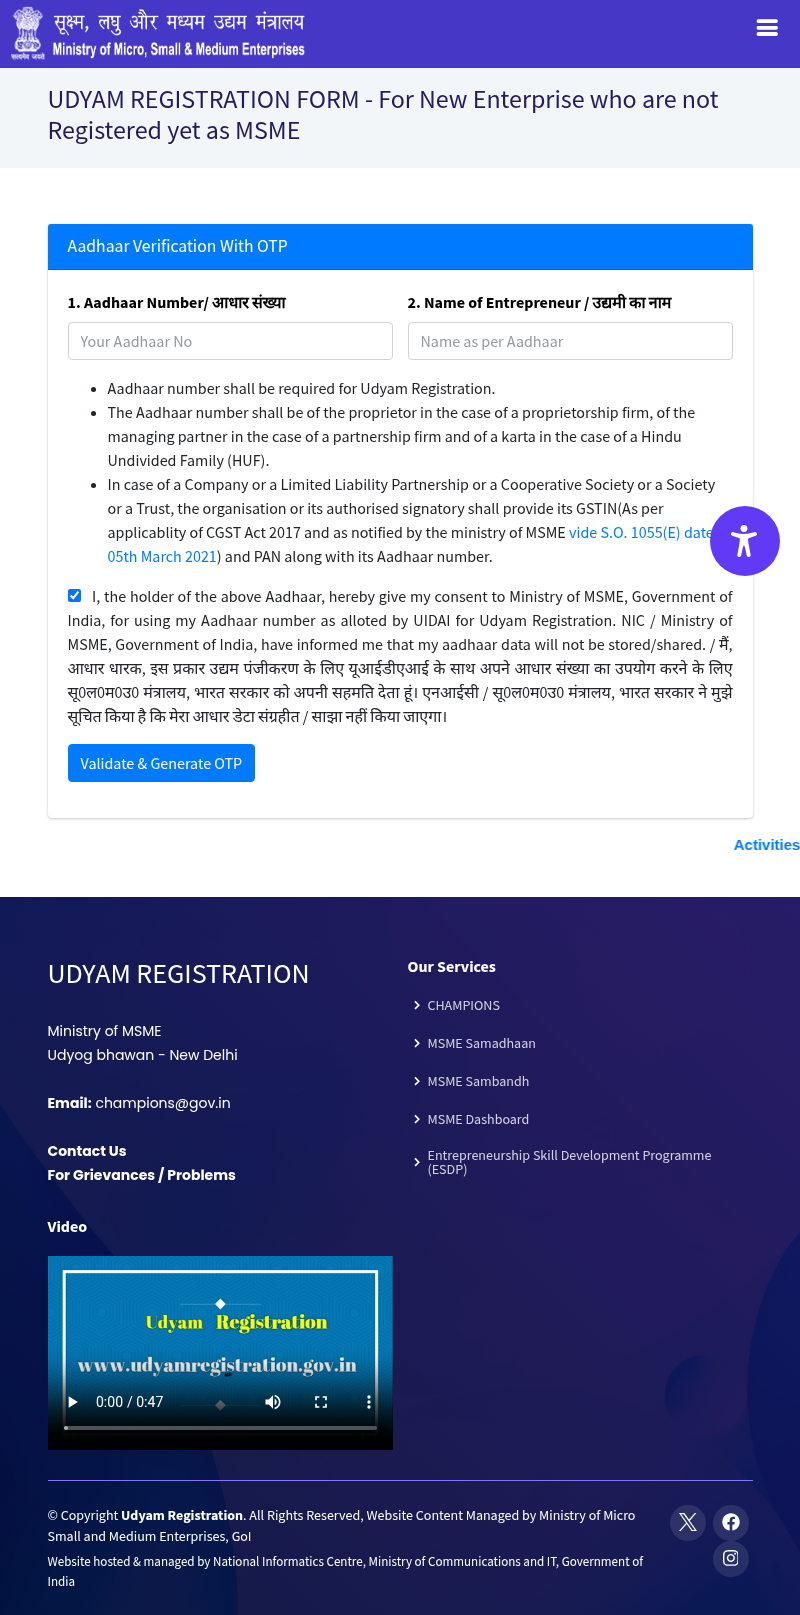 सूक्ष्म, लघु और मध्यम उद्यम मंत्रालय
सत्यमेव जयते
Ministry of Micro, Small & Medium Enterprises
UDYAM REGISTRATION FORM - For New Enterprise who are not
Registered yet as MSME
Aadhaar Verification With OTP
1. Aadhaar Number/ आधार संख्या
2. Name of Entrepreneur / उद्यमी का नाम
Your Aadhaar No
Name as per Aadhaar
Aadhaar number shall be required for Udyam Registration.
The Aadhaar number shall be of the proprietor in the case of a proprietorship firm, of the
managing partner in the case of a partnership firm and of a karta in the case of a Hindu
Undivided Family (HUF).
In case of a Company or a Limited Liability Partnership or a Cooperative Society or a Society
or a Trust, the organisation or its authorised signatory shall provide its GSTIN(As per
applicablity of CGST Act 2017 and as notified by the ministry of MSME vide S.O. 1055(E) date
05th March 2021) and PAN along with its Aadhaar number.
I, the holder of the above Aadhaar, hereby give my consent to Ministry of MSME, Government of
India, for using my Aadhaar number as alloted by UIDAI for Udyam Registration. NIC / Ministry of
MSME, Government of India, have informed me that my aadhaar data will not be stored/shared. / मैं,
आधार धारक, इस प्रकार उद्यम पंजीकरण के लिए यूआईडीएआई के साथ अपने आधार संख्या का उपयोग करने के लिए
सू0ल0म0उ0 मंत्रालय, भारत सरकार को अपनी सहमति देता हूं। एनआईसी / सू0ल0म0उ0 मंत्रालय, भारत सरकार ने मुझे
सूचित किया है कि मेरा आधार डेटा संग्रहीत / साझा नहीं किया जाएगा।
Validate & Generate OTP
Activities
UDYAM REGISTRATION
Ministry of MSME
Udyog bhawan - New Delhi
Email: champions@gov.in
Contact Us
For Grievances / Problems
Our Services
CHAMPIONS
MSME Samadhaan
MSME Sambandh
MSME Dashboard
Entrepreneurship Skill Development Programme
(ESDP)
Video
Udyam Registration
www.udyamregistration.gov.in
0:00 / 0:47
© Copyright Udyam Registration. All Rights Reserved, Website Content Managed by Ministry of Micro
Small and Medium Enterprises, GoI
Website hosted & managed by National Informatics Centre, Ministry of Communications and IT, Government of
India